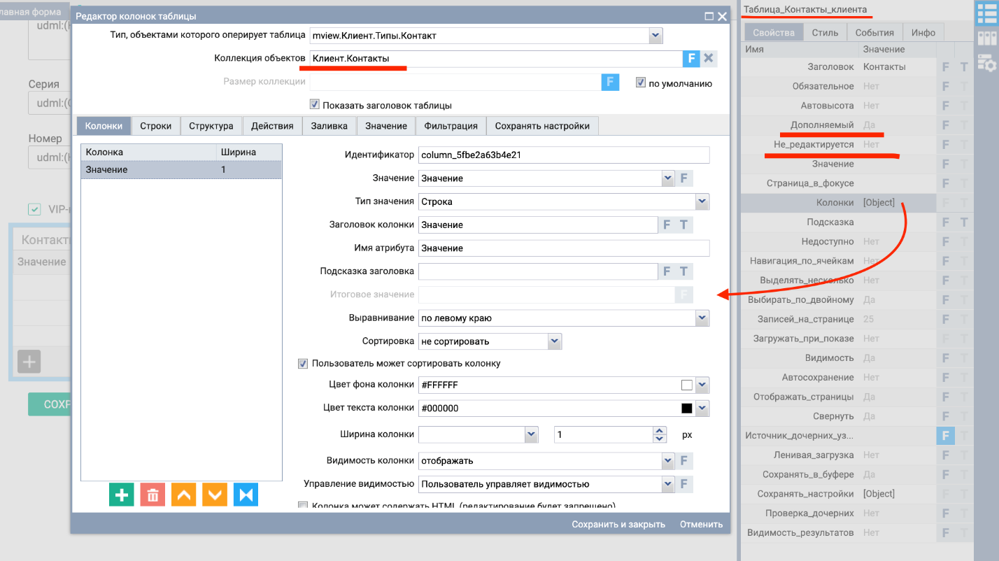 лавная форма
udml:(
Серия
udml:(
Номер
udml:(
VIP-
Контакт
Значение
СОХР
Редактор колонок таблицы
Тип, объектами которого оперирует таблица mview.Клиент.Типы.Контакт
Коллекция объектов Клиент.Контакты F
Размер коллекции F по умолчанию
Показать заголовок таблицы
Колонки Строки Структура Действия Заливка Значение Фильтрация Сохранять настройки
Колонка Ширина
Значение 1
Идентификатор column_5fbe2a63b4e21
Значение Значение F
Тип значения Строка
Заголовок колонки Значение F T
Имя атрибута Значение
Подсказка заголовка F T
Итоговое значение F
Выравнивание по левому краю
Сортировка не сортировать
Пользователь может сортировать колонку
Цвет фона колонки #FFFFFF
Цвет текста колонки #000000
Ширина колонки 1 px
Видимость колонки отображать F
Управление видимостью Пользователь управляет видимостью F
Колонка может содержать HTML (редактирование будет запрещено)
Сохранить и закрыть Отменить
Таблица_Контакты_клиента
Свойства Стиль События Инфо
Имя Значение
Заголовок Контакты F T
Обязательное Нет F T
Автовысота Нет F T
Дополняемый Да F T
Не_редактируется Нет F T
Значение F T
Страница_в_фокусе F T
Колонки [Object] F T
Подсказка F T
Недоступно Нет F T
Навигация_по_ячейкам Нет F T
Выделять_несколько Нет F T
Выбирать_по_двойному Да F T
Записей_на_странице 25 F T
Загружать_при_показе Нет F T
Видимость Да F T
Автосохранение Нет F T
Отображать_страницы Да F T
Свернуть Да F T
Источник_дочерних_уз... F T
Ленивая_загрузка Нет F T
Сохранять_в_буфере Да F T
Сохранять_настройки [Object] F T
Проверка_дочерних Нет F T
Видимость_результатов Нет F T